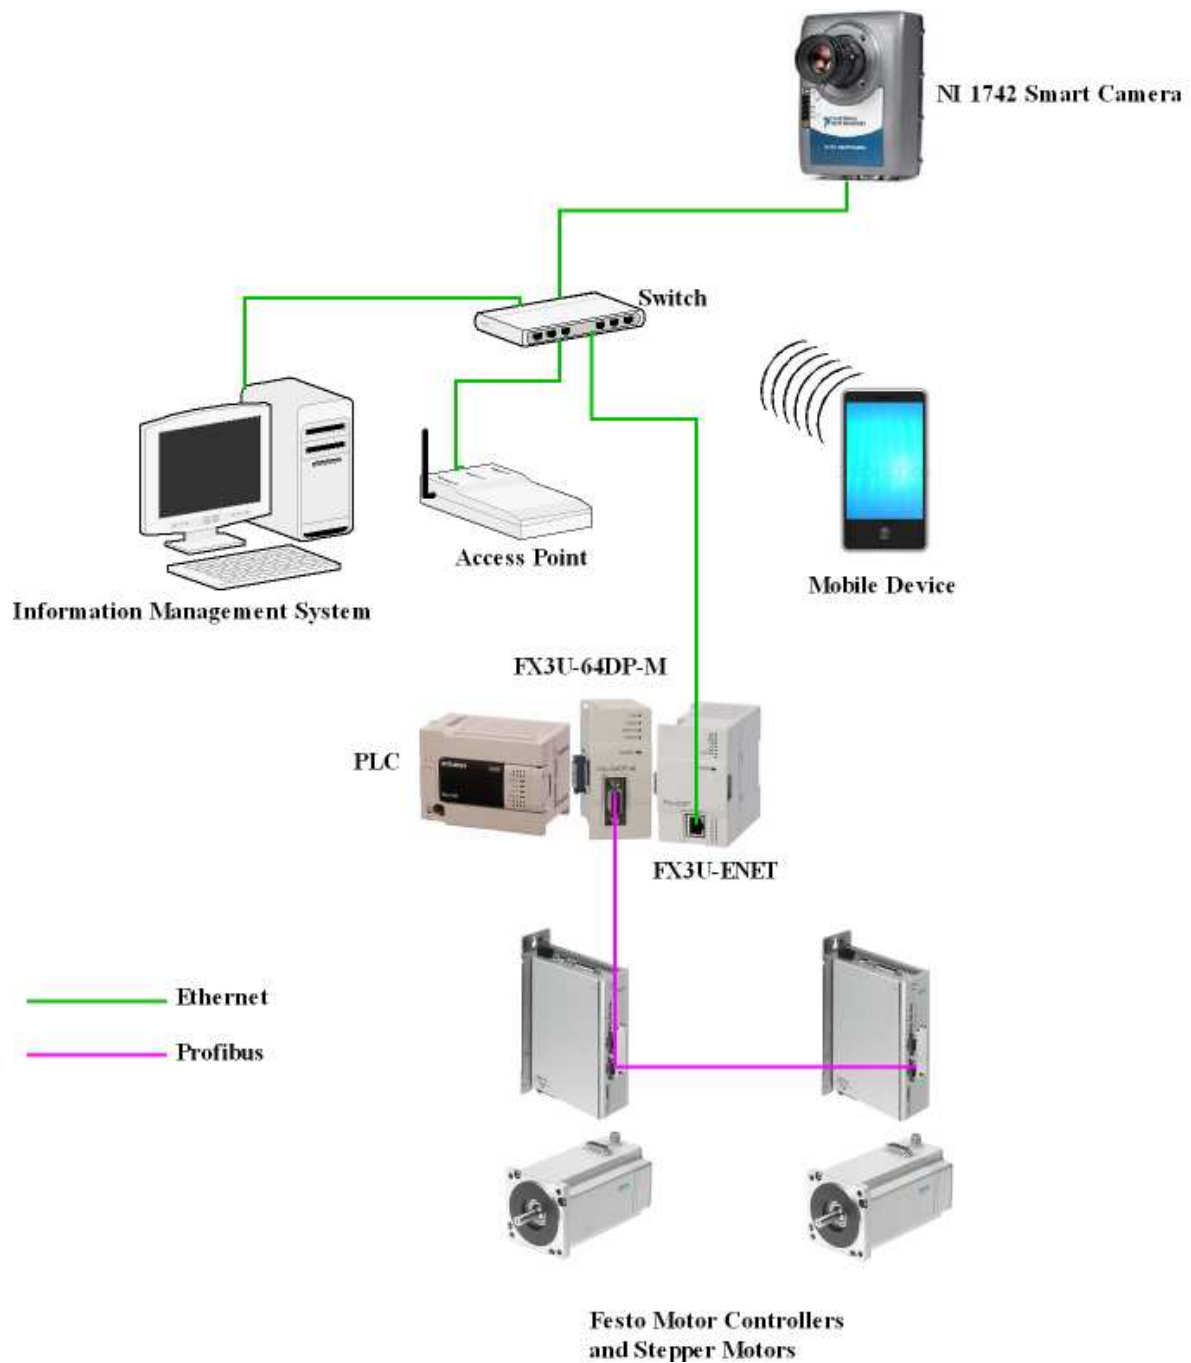 NI 1742 Smart Camera
Switch
Access Point
Mobile Device
Information Management System
FX3U-64DP-M
PLC
FX3U-ENET
Ethernet
Profibus
Festo Motor Controllers
and Stepper Motors